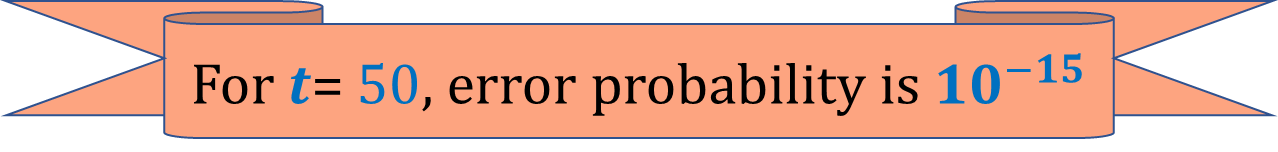 For t= 50, error probability is 10⁻¹⁵